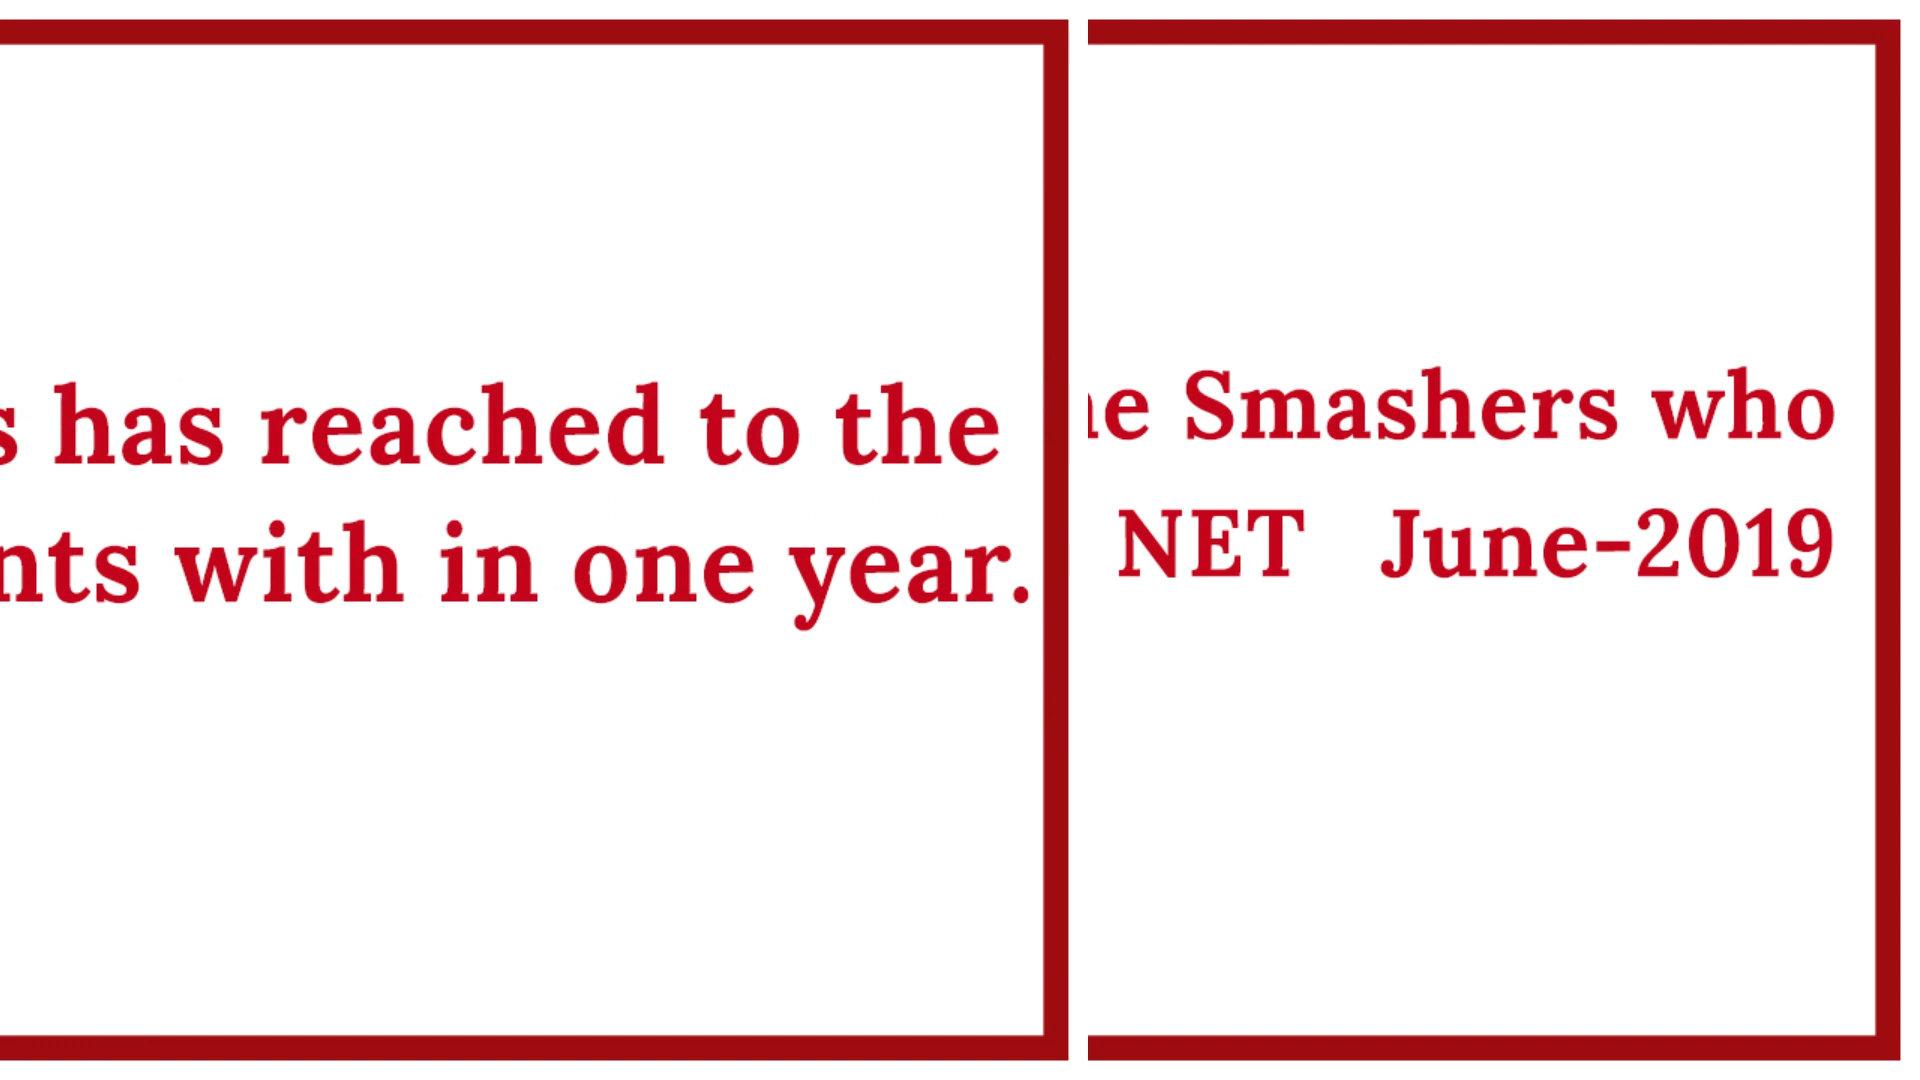 has reached to the
with in one year.
Smashers who
NET June-2019